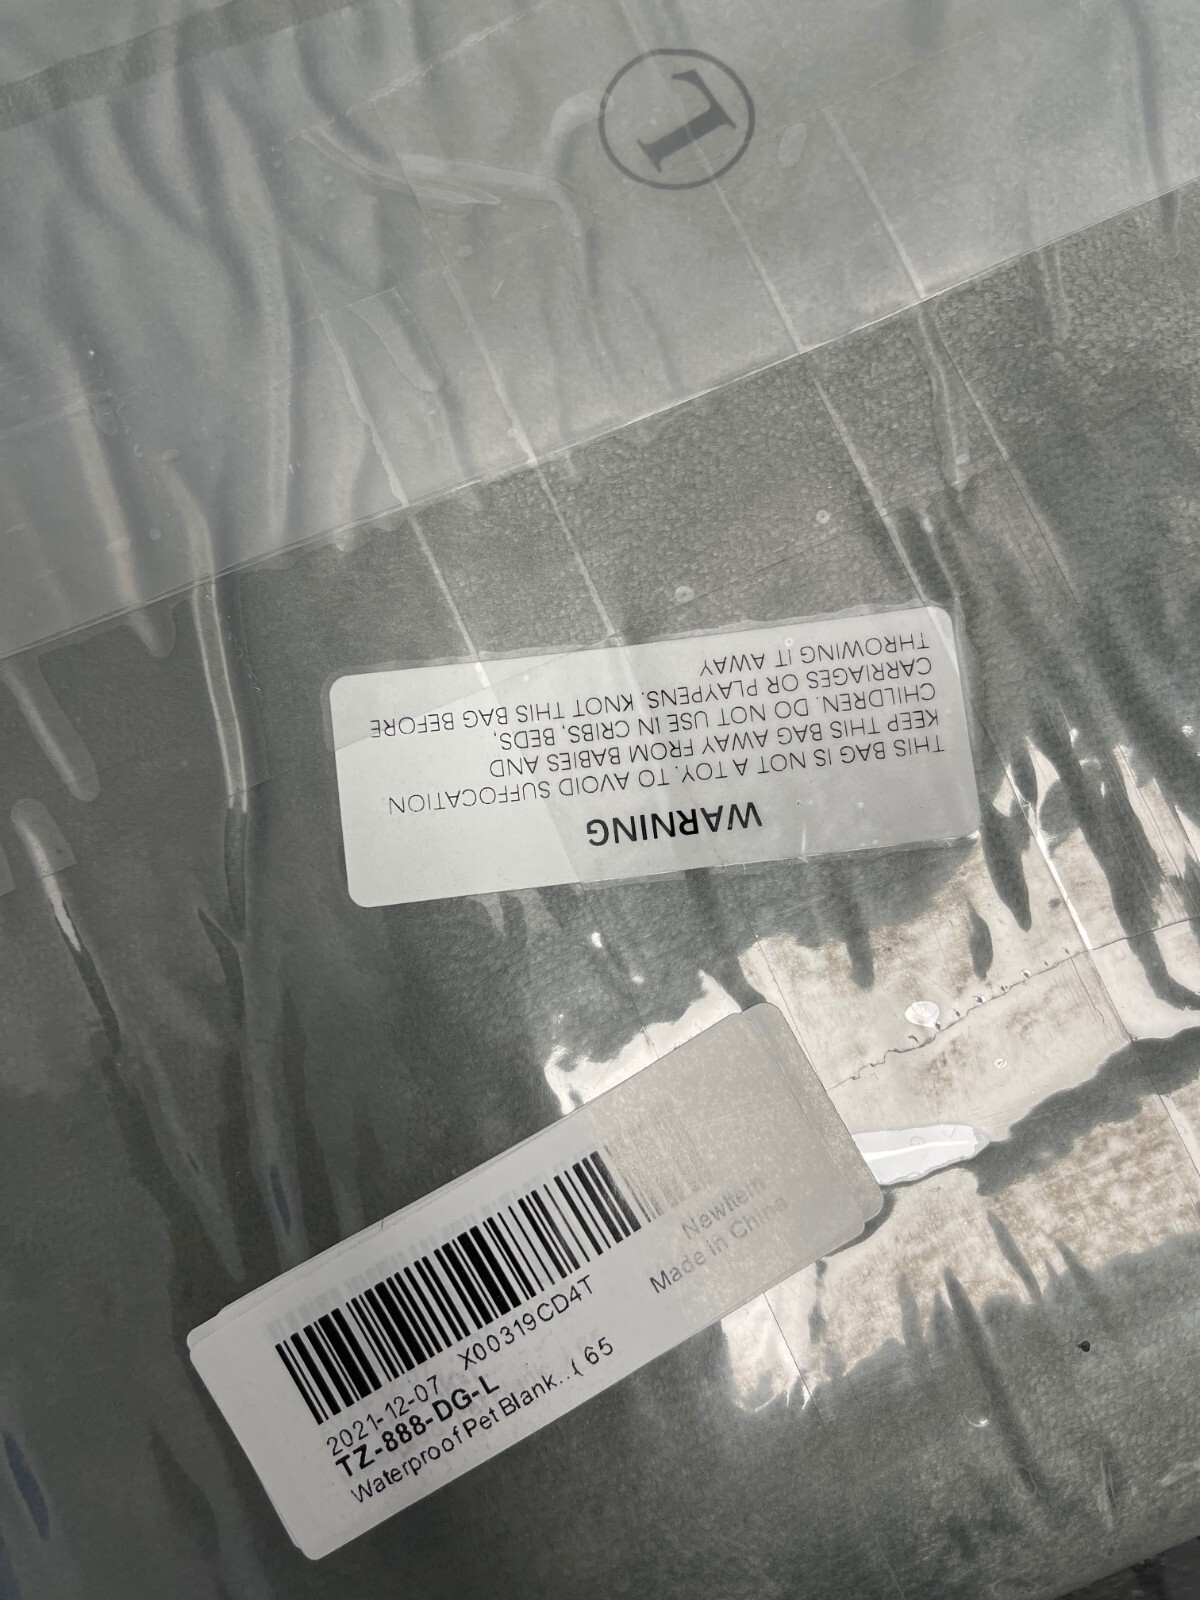 L
WARNING
THIS BAG IS NOT A TOY. TO AVOID SUFFOCATION.
KEEP THIS BAG AWAY FROM BABIES AND
CHILDREN. DO NOT USE IN CRIBS, BEDS,
CARRIAGES OR PLAYPENS. KNOT THIS BAG BEFORE
THROWING IT AWAY
X00319CD4T
2021-12-07
TZ-888-DG-L
Waterproof Pet Blank...( 65
NewItem
Made in China